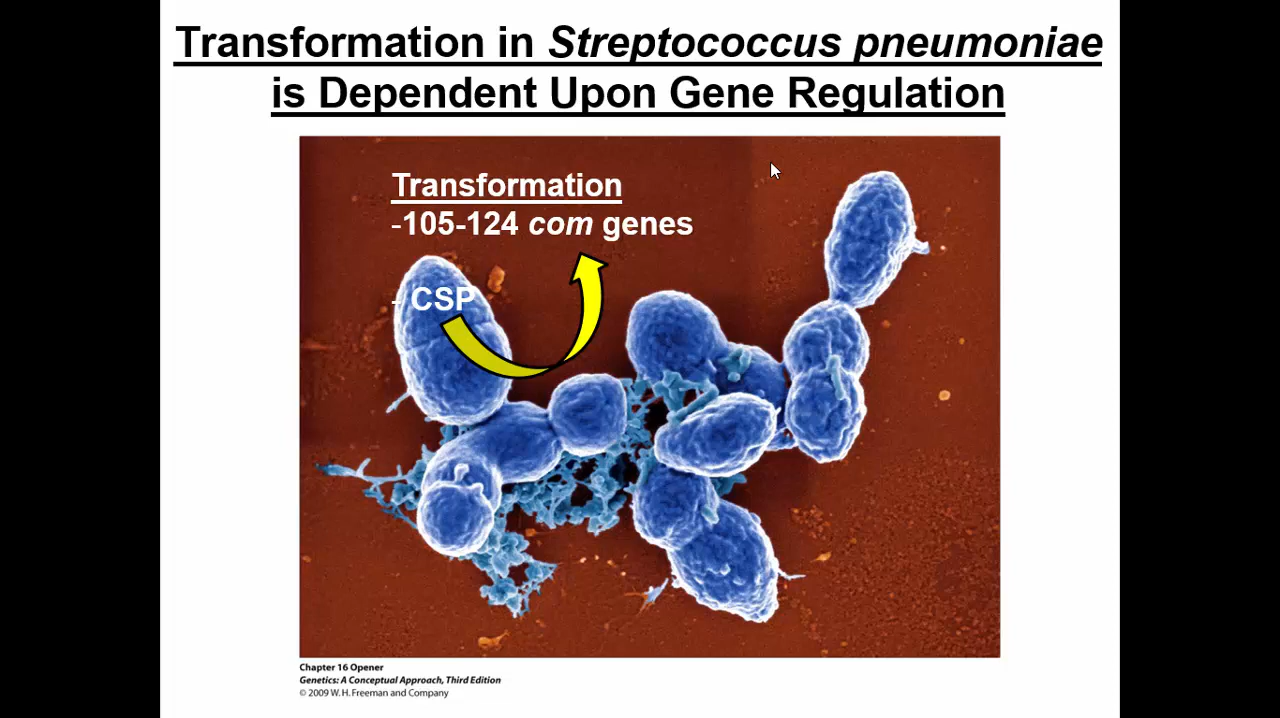 Transformation in Streptococcus pneumoniae
is Dependent Upon Gene Regulation
Transformation
-105-124 com genes
- CSP
Chapter 16 Opener
Genetics: A Conceptual Approach, Third Edition
© 2009 W. H. Freeman and Company